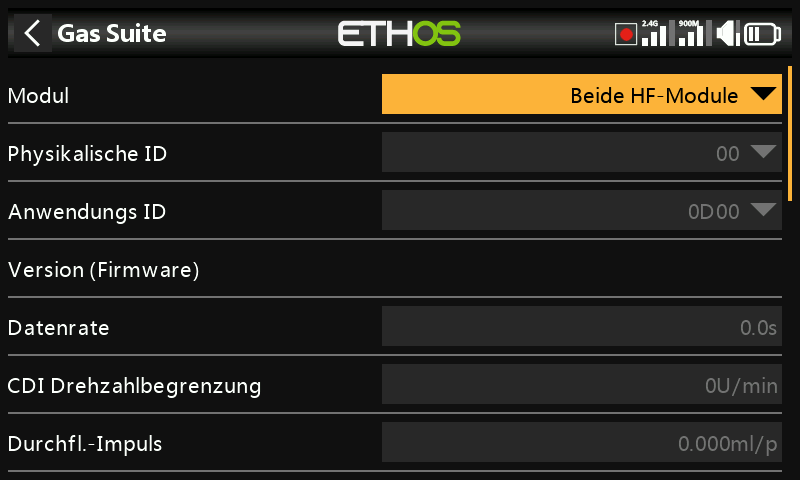 Gas Suite
ETHOS
2.4G
900M
Modul
Beide HF-Module
Physikalische ID
00
Anwendungs ID
0D00
Version (Firmware)
Datenrate
0.0s
CDI Drehzahlbegrenzung
0U/min
Durchfl.-Impuls
0.000ml/p